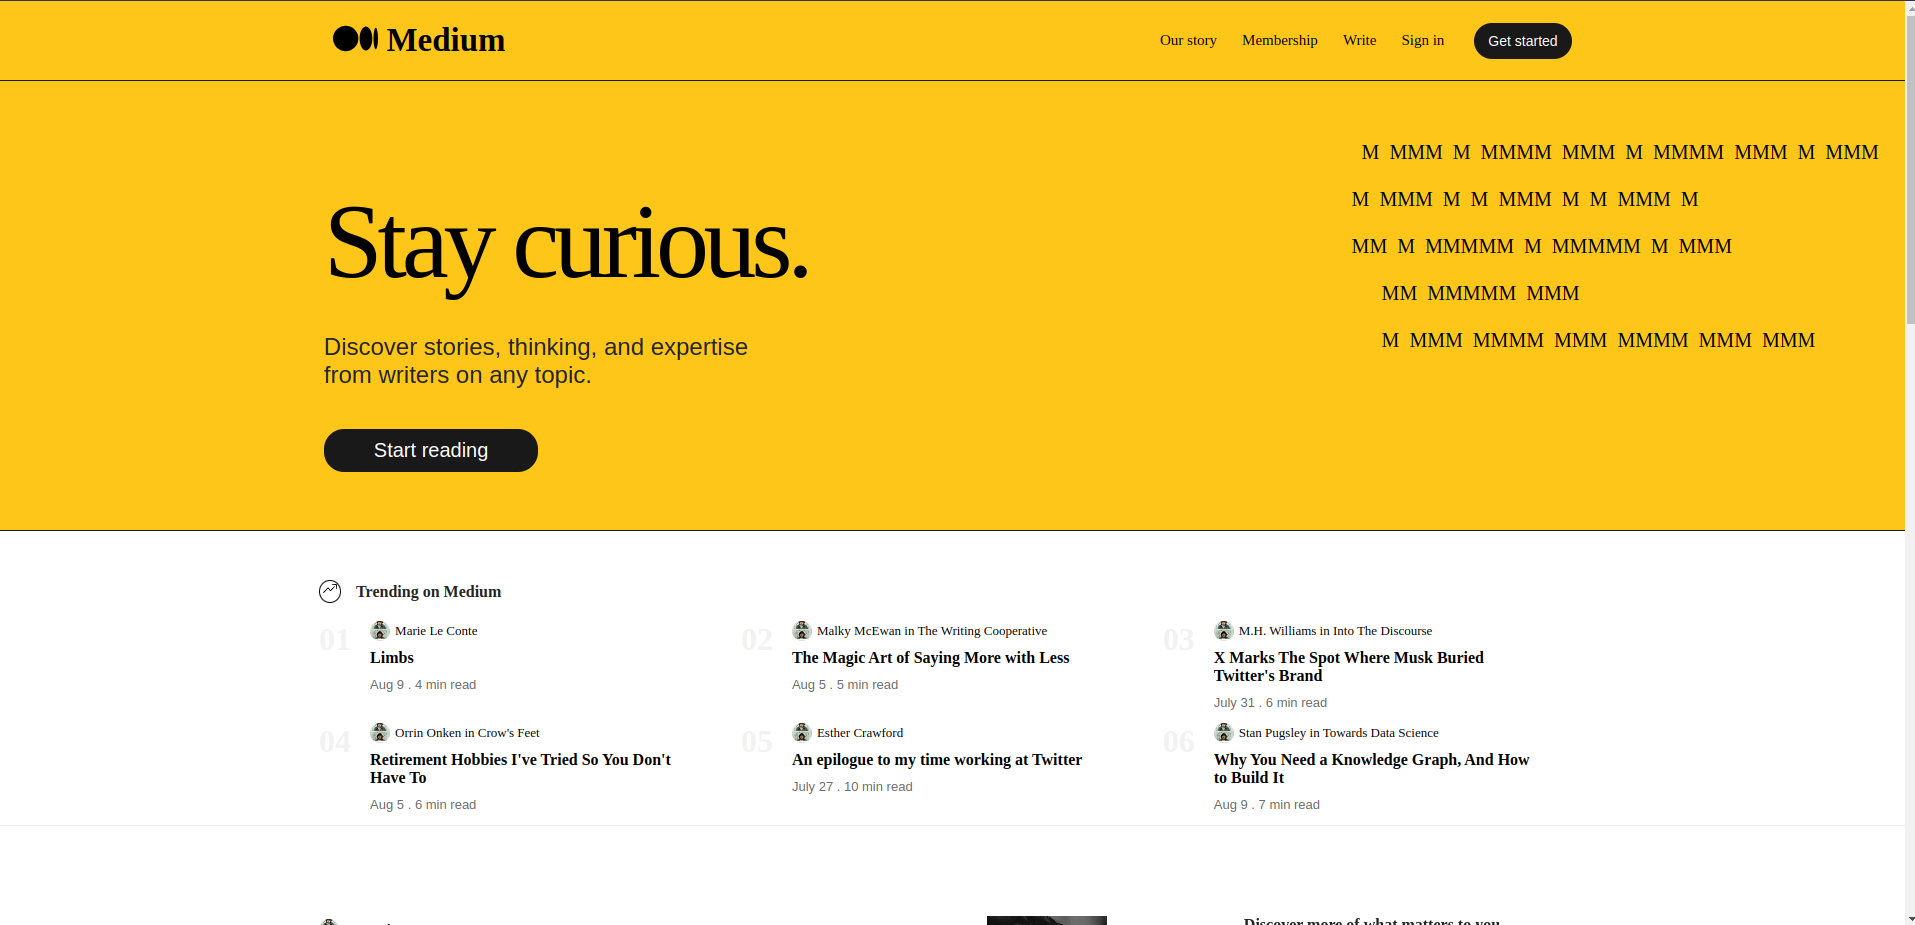 Medium
Our story Membership Write Sign in Get started
M MMM M MMMM MMM M MMMM MMM M MMM
M MMM M M MMM M M MMM M
MM M MMMMM M MMMMM M MMM
MM MMMMM MMM
M MMM MMMM MMM MMMM MMM MMM
Stay curious.
Discover stories, thinking, and expertise
from writers on any topic.
Start reading
Trending on Medium
01
Marie Le Conte
Limbs
Aug 9 . 4 min read
02
Malky McEwan in The Writing Cooperative
The Magic Art of Saying More with Less
Aug 5 . 5 min read
03
M.H. Williams in Into The Discourse
X Marks The Spot Where Musk Buried
Twitter's Brand
July 31 . 6 min read
04
Orrin Onken in Crow's Feet
Retirement Hobbies I've Tried So You Don't
Have To
Aug 5 . 6 min read
05
Esther Crawford
An epilogue to my time working at Twitter
July 27 . 10 min read
06
Stan Pugsley in Towards Data Science
Why You Need a Knowledge Graph, And How
to Build It
Aug 9 . 7 min read
Discover more of what matters to you